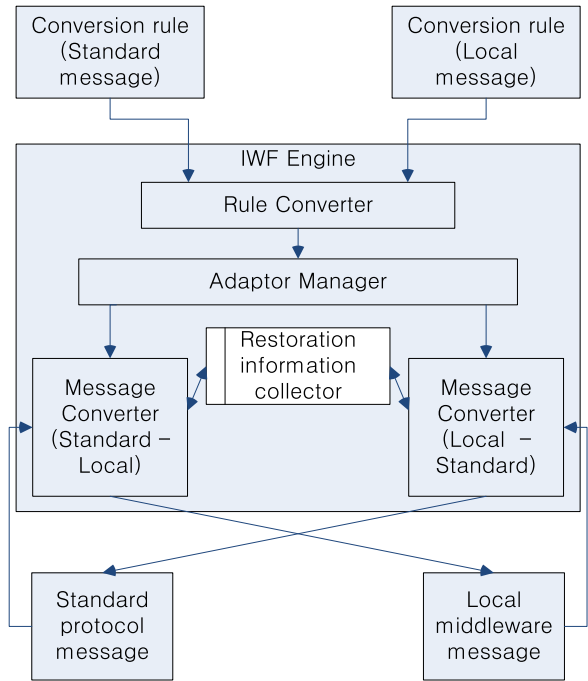 Conversion rule
(Standard
message)
Conversion rule
(Local
message)
IWF Engine
Rule Converter
Adaptor Manager
Restoration
information
collector
Message
Converter
(Standard –
Local)
Message
Converter
(Local –
Standard)
Standard
protocol
message
Local
middleware
message